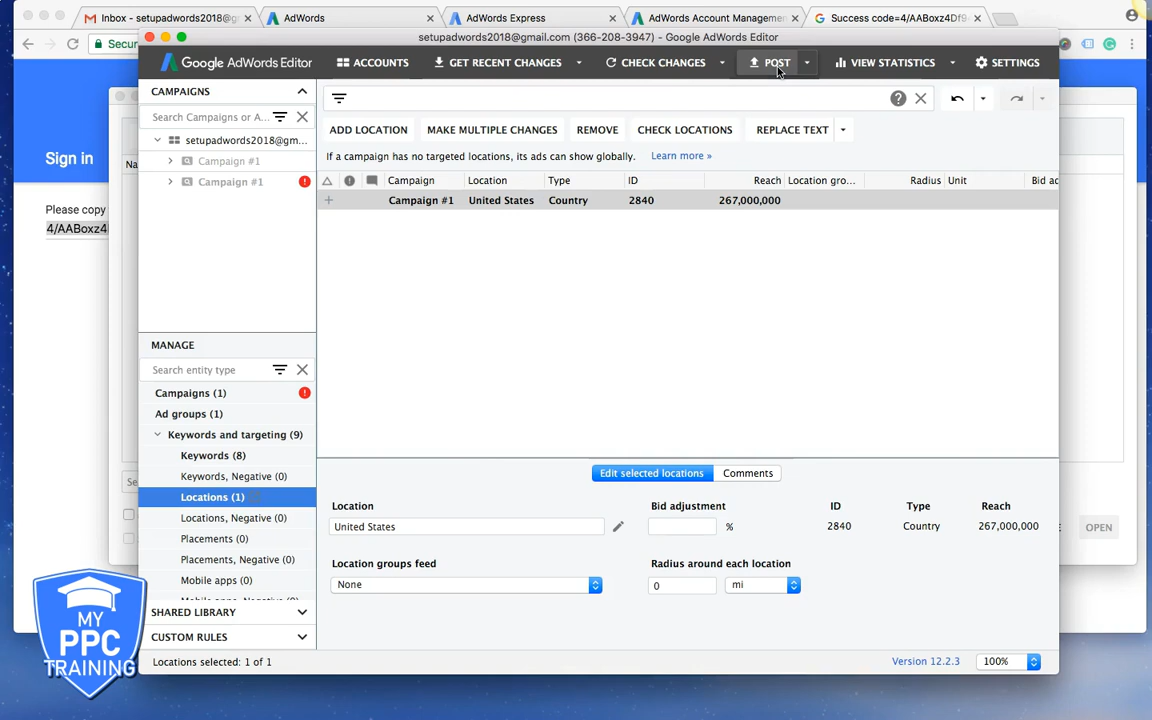 Inbox - setupadwords2018@g
AdWords
AdWords Express
AdWords Account Managemen
Success code=4/AABoxz4Df9
Secur
setupadwords2018@gmail.com (366-208-3947) - Google AdWords Editor
Google AdWords Editor
ACCOUNTS
GET RECENT CHANGES
CHECK CHANGES
POST
VIEW STATISTICS
SETTINGS
CAMPAIGNS
Search Campaigns or A...
setupadwords2018@gm...
Campaign #1
Campaign #1
ADD LOCATION
MAKE MULTIPLE CHANGES
REMOVE
CHECK LOCATIONS
REPLACE TEXT
If a campaign has no targeted locations, its ads can show globally. Learn more »
Campaign
Location
Type
ID
Reach
Location gro...
Radius
Unit
Bid ad
Campaign #1
United States
Country
2840
267,000,000
Sign in
Na
Please copy
4/AABoxz4
MANAGE
Search entity type
Campaigns (1)
Ad groups (1)
Keywords and targeting (9)
Keywords (8)
Keywords, Negative (0)
Locations (1)
Locations, Negative (0)
Placements (0)
Placements, Negative (0)
Mobile apps (0)
SHARED LIBRARY
CUSTOM RULES
Edit selected locations
Comments
Location
United States
Bid adjustment
%
ID
2840
Type
Country
Reach
267,000,000
Location groups feed
None
Radius around each location
0
mi
Se
OPEN
MY
PPC
TRAINING
Locations selected: 1 of 1
Version 12.2.3
100%